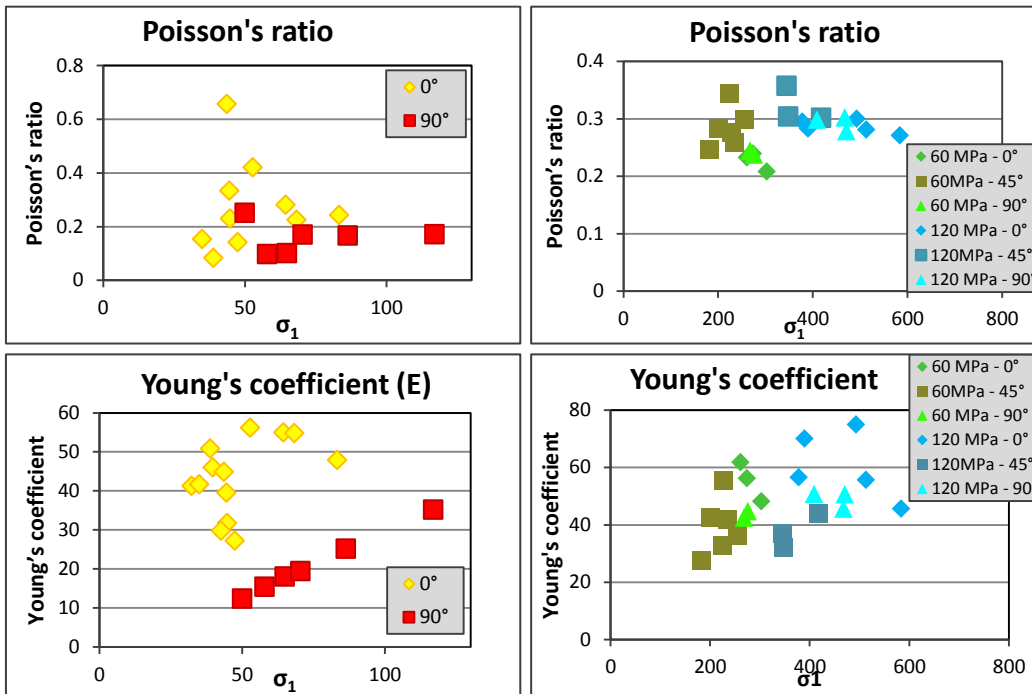 Poisson's ratio
Poisson's ratio
0.8
0.6
0.4
0.2
0
0 50 100
σ1
0°
90°
Poisson's ratio
Poisson's ratio
0.4
0.3
0.2
0.1
0
0 200 400 600 800
σ1
60 MPa - 0°
60MPa - 45°
60 MPa - 90°
120 MPa - 0°
120MPa - 45°
120 MPa - 90°
Young's coefficient (E)
Young's coefficient
60
50
40
30
20
10
0
0 50 100
σ1
0°
90°
Young's coefficient
Young's coefficient
80
60
40
20
0
200 400 600 800
σ1
60 MPa - 0°
60MPa - 45°
60 MPa - 90°
120 MPa - 0°
120MPa - 45°
120 MPa - 90°